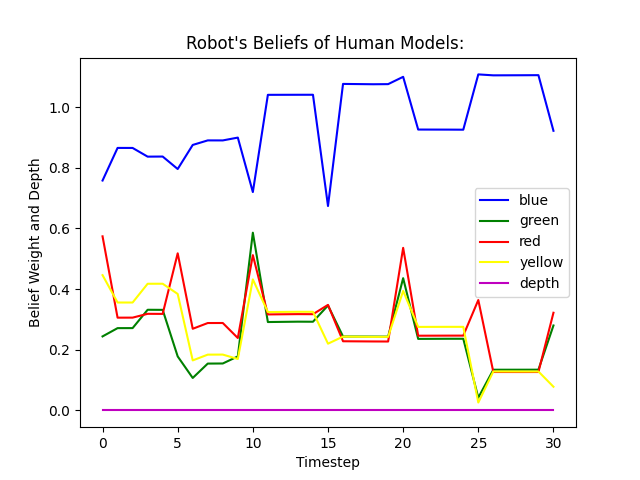 Robot's Beliefs of Human Models:
Belief Weight and Depth
1.0
0.8
0.6
0.4
0.2
0.0
blue
green
red
yellow
depth
0 5 10 15 20 25 30
Timestep